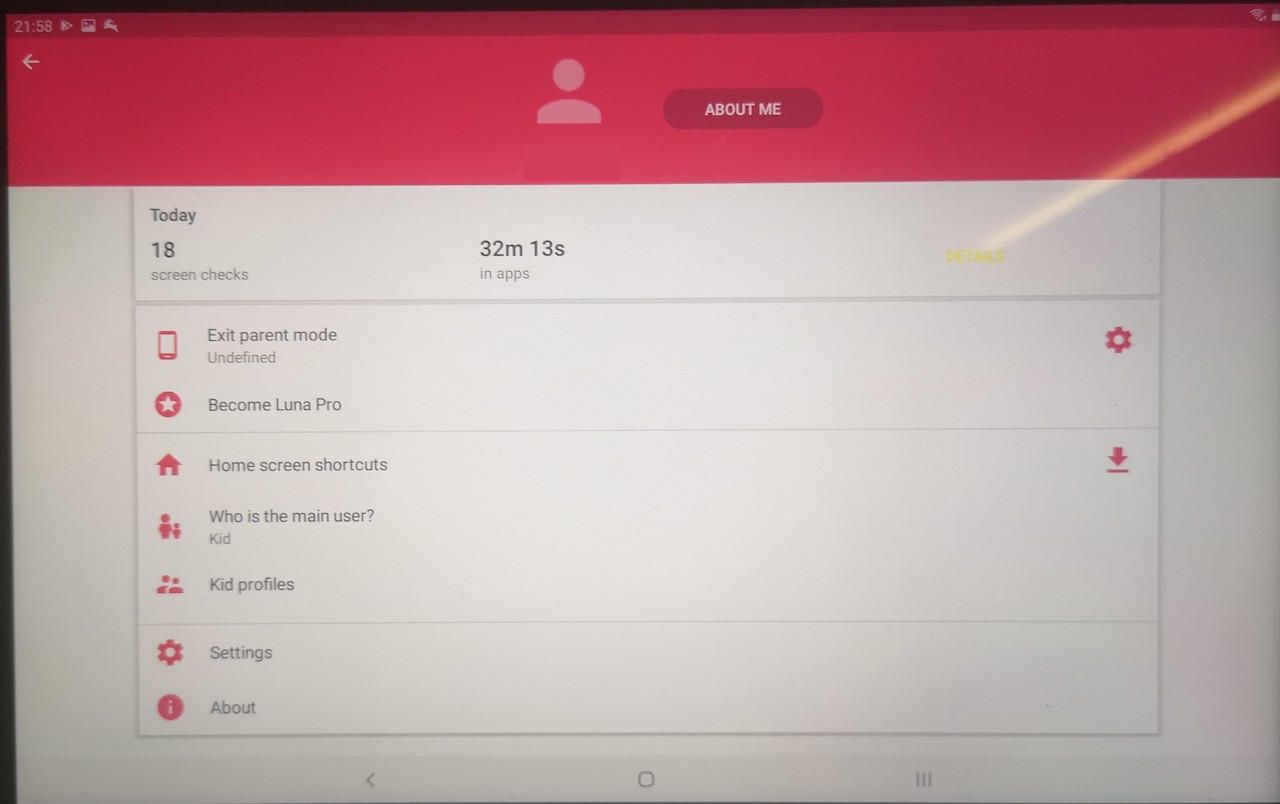 21:58
ABOUT ME
Today
18
screen checks
32m 13s
in apps
DETAILS
Exit parent mode
Undefined
Become Luna Pro
Home screen shortcuts
Who is the main user?
Kid
Kid profiles
Settings
About